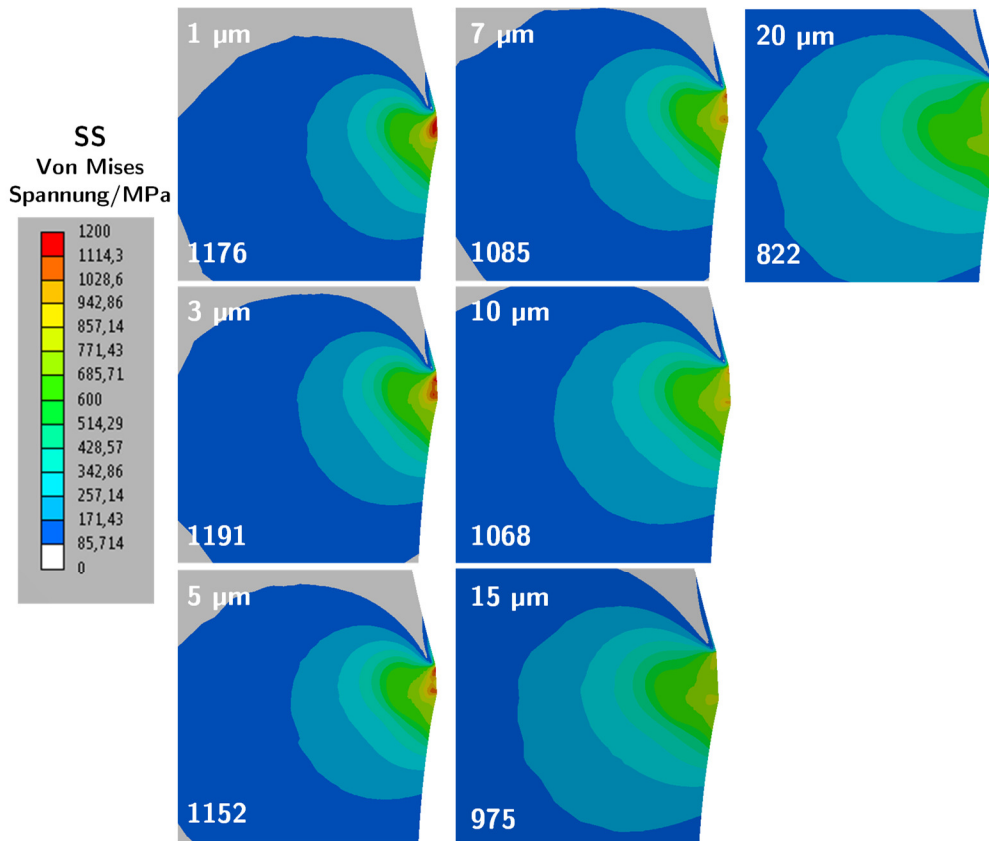 SS
Von Mises
Spannung/MPa
1200
1114,3
1028,6
942,86
857,14
771,43
685,71
600
514,29
428,57
342,86
257,14
171,43
85,714
0
1 µm
1176
3 µm
1191
5 µm
1152
7 µm
1085
10 µm
1068
15 µm
975
20 µm
822